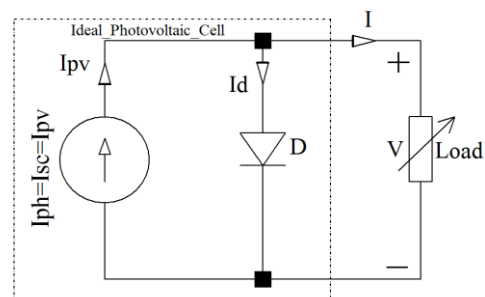 Ideal_Photovoltaic_Cell
I
Ipv
Id
+
Iph=Isc=Ipv
D
V
Load
−